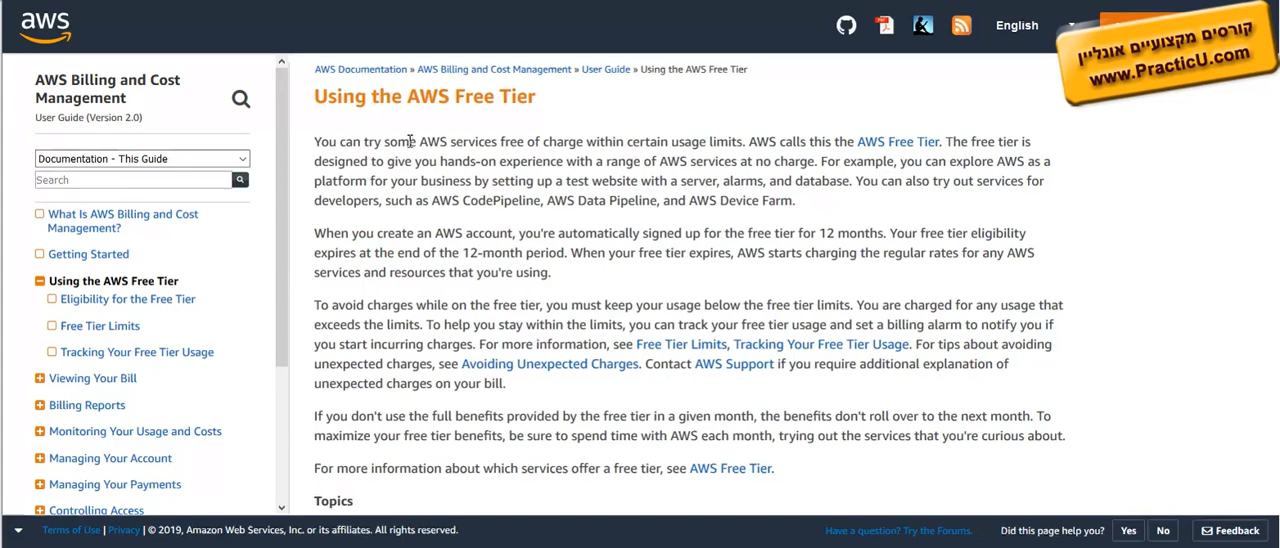 aws
English
קורסים מקצועיים אונליין
www.PracticU.com
AWS Billing and Cost
Management
User Guide (Version 2.0)
Documentation - This Guide
Search
What Is AWS Billing and Cost
Management?
Getting Started
Using the AWS Free Tier
Eligibility for the Free Tier
Free Tier Limits
Tracking Your Free Tier Usage
Viewing Your Bill
Billing Reports
Monitoring Your Usage and Costs
Managing Your Account
Managing Your Payments
Controlling Access
AWS Documentation » AWS Billing and Cost Management » User Guide » Using the AWS Free Tier
Using the AWS Free Tier
You can try some AWS services free of charge within certain usage limits. AWS calls this the AWS Free Tier. The free tier is
designed to give you hands-on experience with a range of AWS services at no charge. For example, you can explore AWS as a
platform for your business by setting up a test website with a server, alarms, and database. You can also try out services for
developers, such as AWS CodePipeline, AWS Data Pipeline, and AWS Device Farm.
When you create an AWS account, you're automatically signed up for the free tier for 12 months. Your free tier eligibility
expires at the end of the 12-month period. When your free tier expires, AWS starts charging the regular rates for any AWS
services and resources that you're using.
To avoid charges while on the free tier, you must keep your usage below the free tier limits. You are charged for any usage that
exceeds the limits. To help you stay within the limits, you can track your free tier usage and set a billing alarm to notify you if
you start incurring charges. For more information, see Free Tier Limits, Tracking Your Free Tier Usage. For tips about avoiding
unexpected charges, see Avoiding Unexpected Charges. Contact AWS Support if you require additional explanation of
unexpected charges on your bill.
If you don't use the full benefits provided by the free tier in a given month, the benefits don't roll over to the next month. To
maximize your free tier benefits, be sure to spend time with AWS each month, trying out the services that you're curious about.
For more information about which services offer a free tier, see AWS Free Tier.
Topics
Terms of Use | Privacy | © 2019, Amazon Web Services, Inc. or its affiliates. All rights reserved.
Have a question? Try the Forums.
Did this page help you?
Yes
No
Feedback